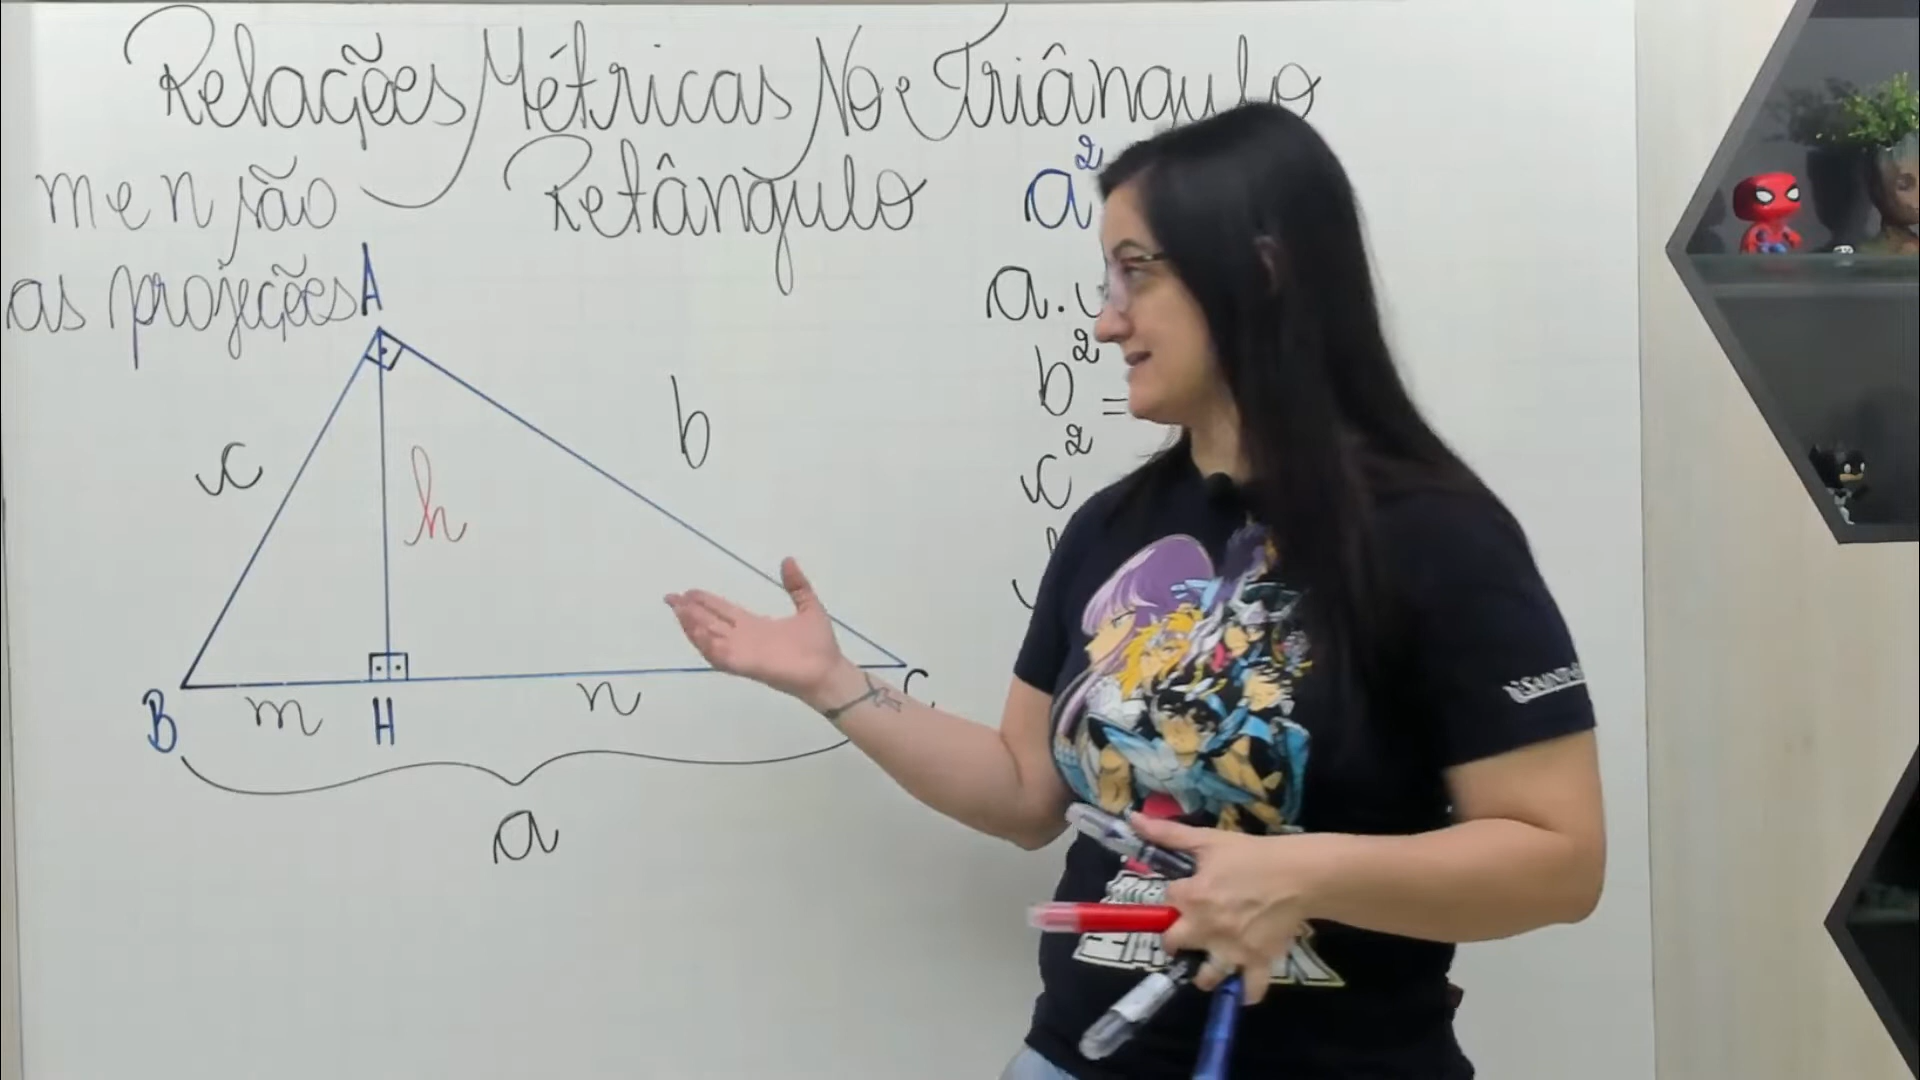 Relações Métricas No Triângulo
m e n são Retângulo
as projeções
a²
a.
b² =
c²
A
c
b
h
B
m
H
n
C
a